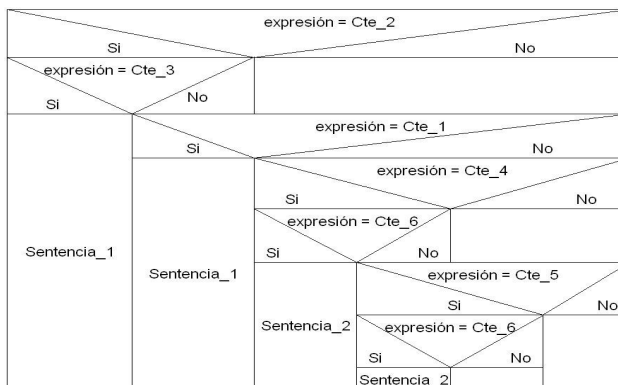 expresión = Cte_2
Si No
expresión = Cte_3
Si No
expresión = Cte_1
Si No
expresión = Cte_4
Si No
Sentencia_1 Sentencia_1 expresión = Cte_6
Si No
expresión = Cte_5
Si No
Sentencia_2 expresión = Cte_6
Si No
Sentencia_2